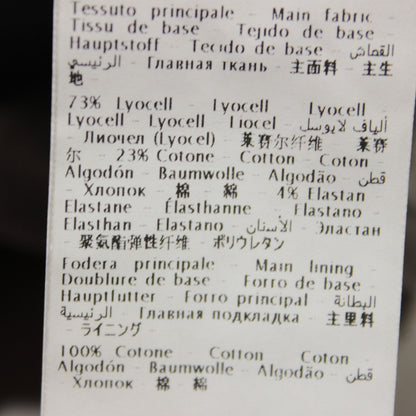 Tessuto principale - Main fabric -
Tissu de base - Tejido de base -
Hauptstoff - Tecido de base - القماش
الرئيسي - Главная ткань - 主面料 - 主生
地
73% Lyocell - Lyocell - Lyocell -
Lyocell - Lyocell - Liocel - ألياف لايوسل
- Лиочел (Lyocel) - 莱赛尔纤维 - 莱赛
尔 - 23% Cotone - Cotton - Coton -
Algodón - Baumwolle - Algodão - قطن
- Хлопок - 棉 - 綿 4% Elastan
Elastane - Élasthanne - Elastano -
Elasthan - Elastano - الأستان - Эластан
- 聚氨酯弹性纤维 - ポリウレタン
Fodera principale - Main lining -
Doublure de base - Forro de base -
Hauptfutter - Forro principal - البطانة
الرئيسية - Главная подкладка - 主里料
- ライニング
100% Cotone - Cotton - Coton -
Algodón - Baumwolle - Algodão - قطن
- Хлопок - 棉 - 綿